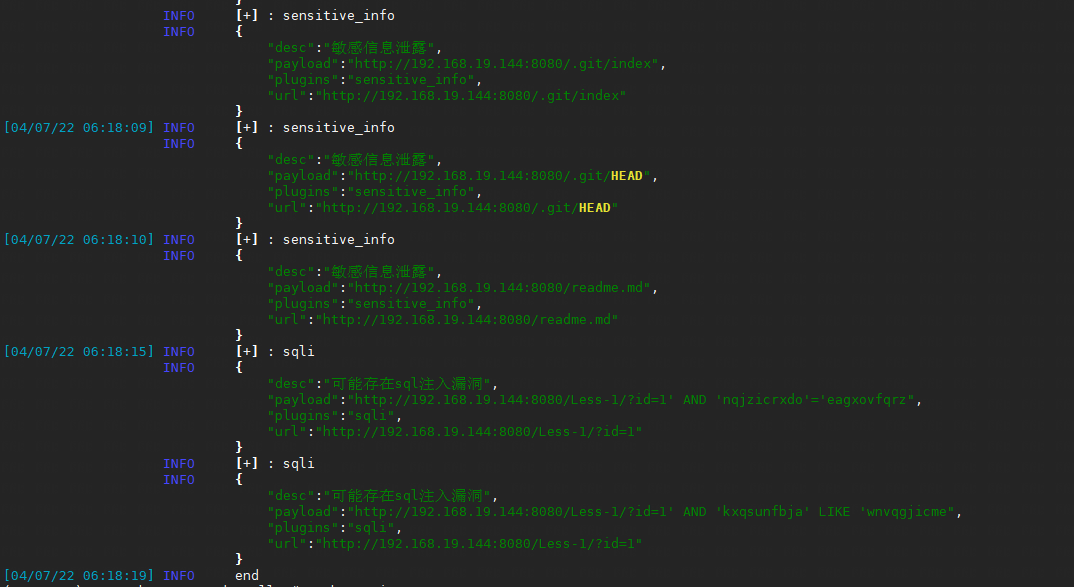 }
INFO [+] : sensitive_info
INFO {
"desc":"敏感信息泄露",
"payload":"http://192.168.19.144:8080/.git/index",
"plugins":"sensitive_info",
"url":"http://192.168.19.144:8080/.git/index"
}
[04/07/22 06:18:09] INFO [+] : sensitive_info
INFO {
"desc":"敏感信息泄露",
"payload":"http://192.168.19.144:8080/.git/HEAD",
"plugins":"sensitive_info",
"url":"http://192.168.19.144:8080/.git/HEAD"
}
[04/07/22 06:18:10] INFO [+] : sensitive_info
INFO {
"desc":"敏感信息泄露",
"payload":"http://192.168.19.144:8080/readme.md",
"plugins":"sensitive_info",
"url":"http://192.168.19.144:8080/readme.md"
}
[04/07/22 06:18:15] INFO [+] : sqli
INFO {
"desc":"可能存在sql注入漏洞",
"payload":"http://192.168.19.144:8080/Less-1/?id=1' AND 'nqjzicrxdo'='eagxovfqrz",
"plugins":"sqli",
"url":"http://192.168.19.144:8080/Less-1/?id=1"
}
INFO [+] : sqli
INFO {
"desc":"可能存在sql注入漏洞",
"payload":"http://192.168.19.144:8080/Less-1/?id=1' AND 'kxqsunfbja' LIKE 'wnvqgjicme",
"plugins":"sqli",
"url":"http://192.168.19.144:8080/Less-1/?id=1"
}
[04/07/22 06:18:19] INFO end